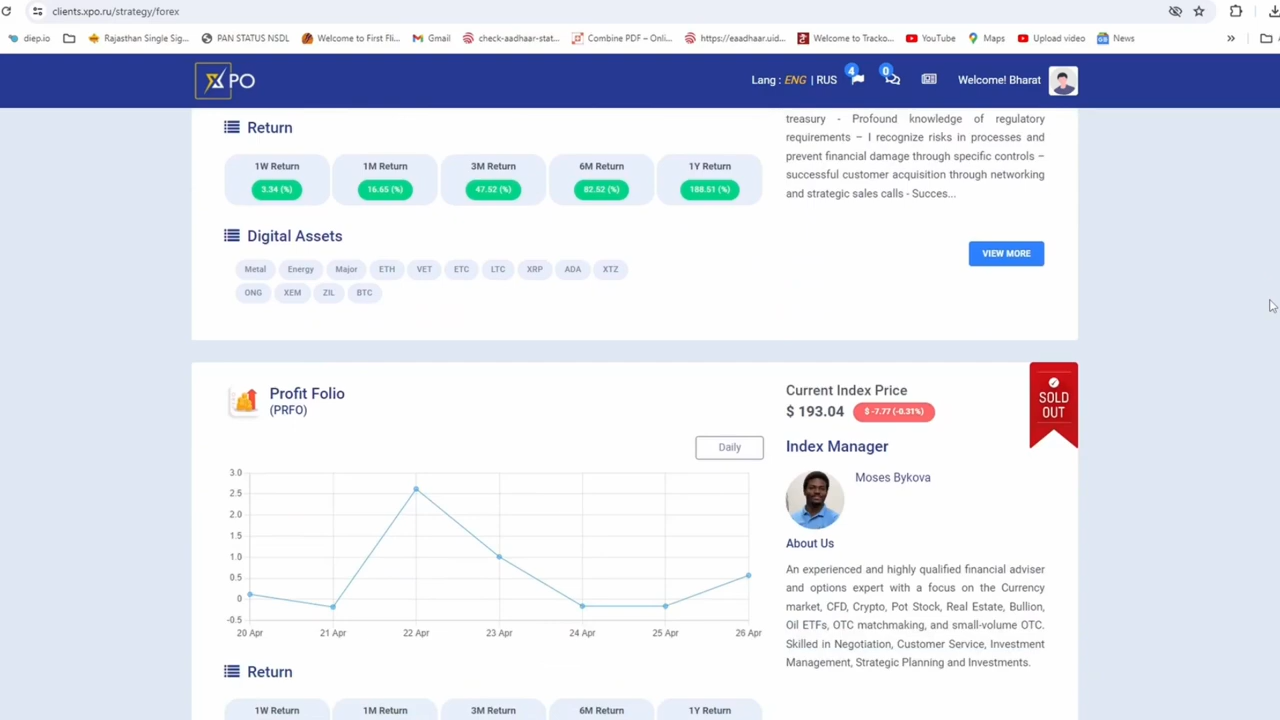 clients.xpo.ru/strategy/forex
diep.io
Rajasthan Single Sig...
PAN STATUS NSDL
Welcome to First Fli...
Gmail
check-aadhaar-stat...
Combine PDF – Onli...
https://eaadhaar.uid...
Welcome to Tracko...
YouTube
Maps
Upload video
News
»
XPO
Lang : ENG | RUS
4
0
Welcome! Bharat
Return
1W Return
1M Return
3M Return
6M Return
1Y Return
3.34 (%)
16.65 (%)
47.52 (%)
82.52 (%)
188.51 (%)
Digital Assets
Metal Energy Major ETH VET ETC LTC XRP ADA XTZ
ONG XEM ZIL BTC
treasury - Profound knowledge of regulatory
requirements – I recognize risks in processes and
prevent financial damage through specific controls –
successful customer acquisition through networking
and strategic sales calls - Succes...
VIEW MORE
Profit Folio
(PRFO)
Daily
3.0
2.5
2.0
1.5
1.0
0.5
0
-0.5
20 Apr 21 Apr 22 Apr 23 Apr 24 Apr 25 Apr 26 Apr
Return
1W Return
1M Return
3M Return
6M Return
1Y Return
Current Index Price
$ 193.04
$ -7.77 (-0.31%)
SOLD
OUT
Index Manager
Moses Bykova
About Us
An experienced and highly qualified financial adviser
and options expert with a focus on the Currency
market, CFD, Crypto, Pot Stock, Real Estate, Bullion,
Oil ETFs, OTC matchmaking, and small-volume OTC.
Skilled in Negotiation, Customer Service, Investment
Management, Strategic Planning and Investments.